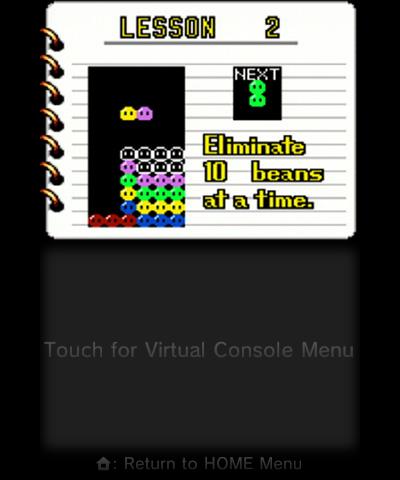 LESSON 2
NEXT
Eliminate
10 beans
at a time.
Touch for Virtual Console Menu
: Return to HOME Menu